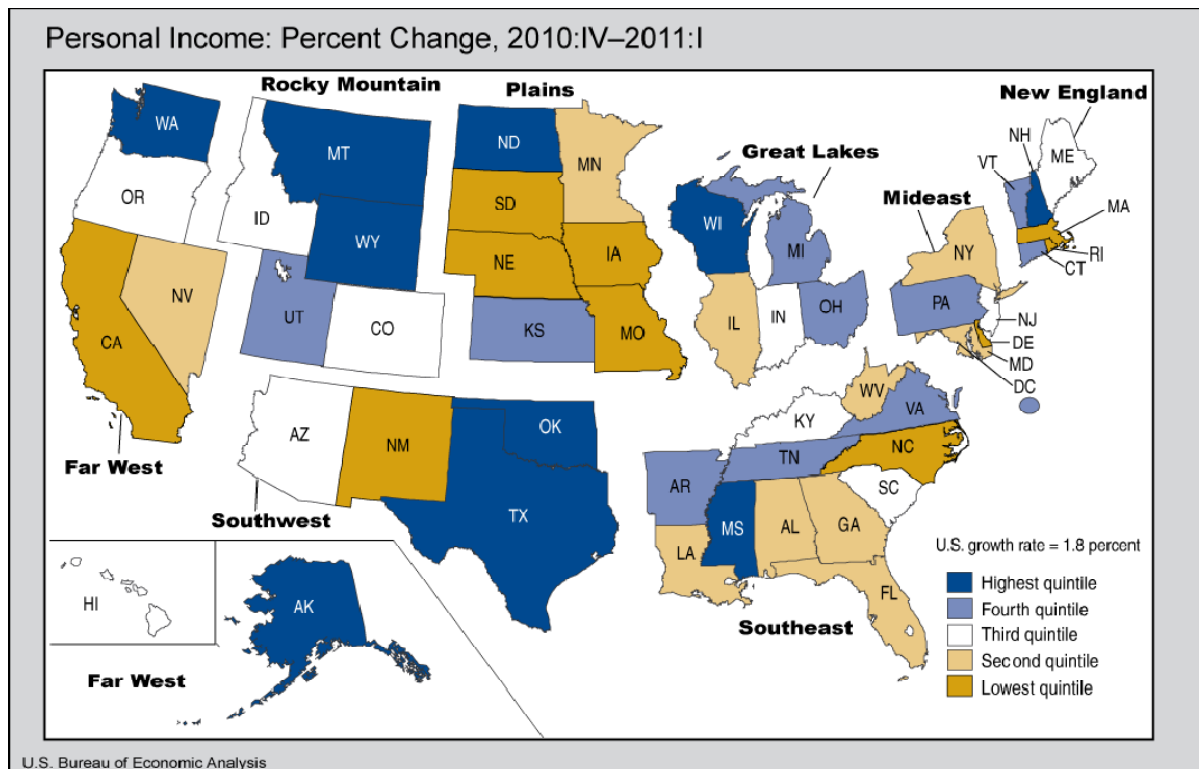 Personal Income: Percent Change, 2010:IV–2011:I
Rocky Mountain
Plains
New England
Great Lakes
Mideast
WA
MT
ND
MN
NH
ME
VT
OR
ID
SD
WI
MA
WY
NY
MI
RI
CT
NE
IA
NV
UT
CO
KS
MO
IL
IN
OH
PA
NJ
DE
MD
DC
CA
WV
VA
KY
AZ
NM
OK
TN
NC
Far West
AR
SC
Southwest
TX
MS
AL
GA
LA
FL
U.S. growth rate = 1.8 percent
Highest quintile
Fourth quintile
Third quintile
Second quintile
Lowest quintile
Southeast
HI
AK
Far West
U.S. Bureau of Economic Analysis